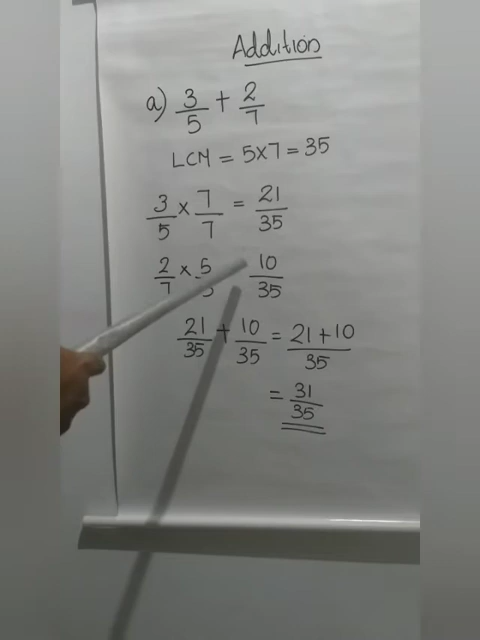 Addition
a) 3/5 + 2/7
LCM = 5x7 = 35
3/5 x 7/7 = 21/35
2/7 x 5/5 10/35
21/35 + 10/35 = 21+10/35
= 31/35